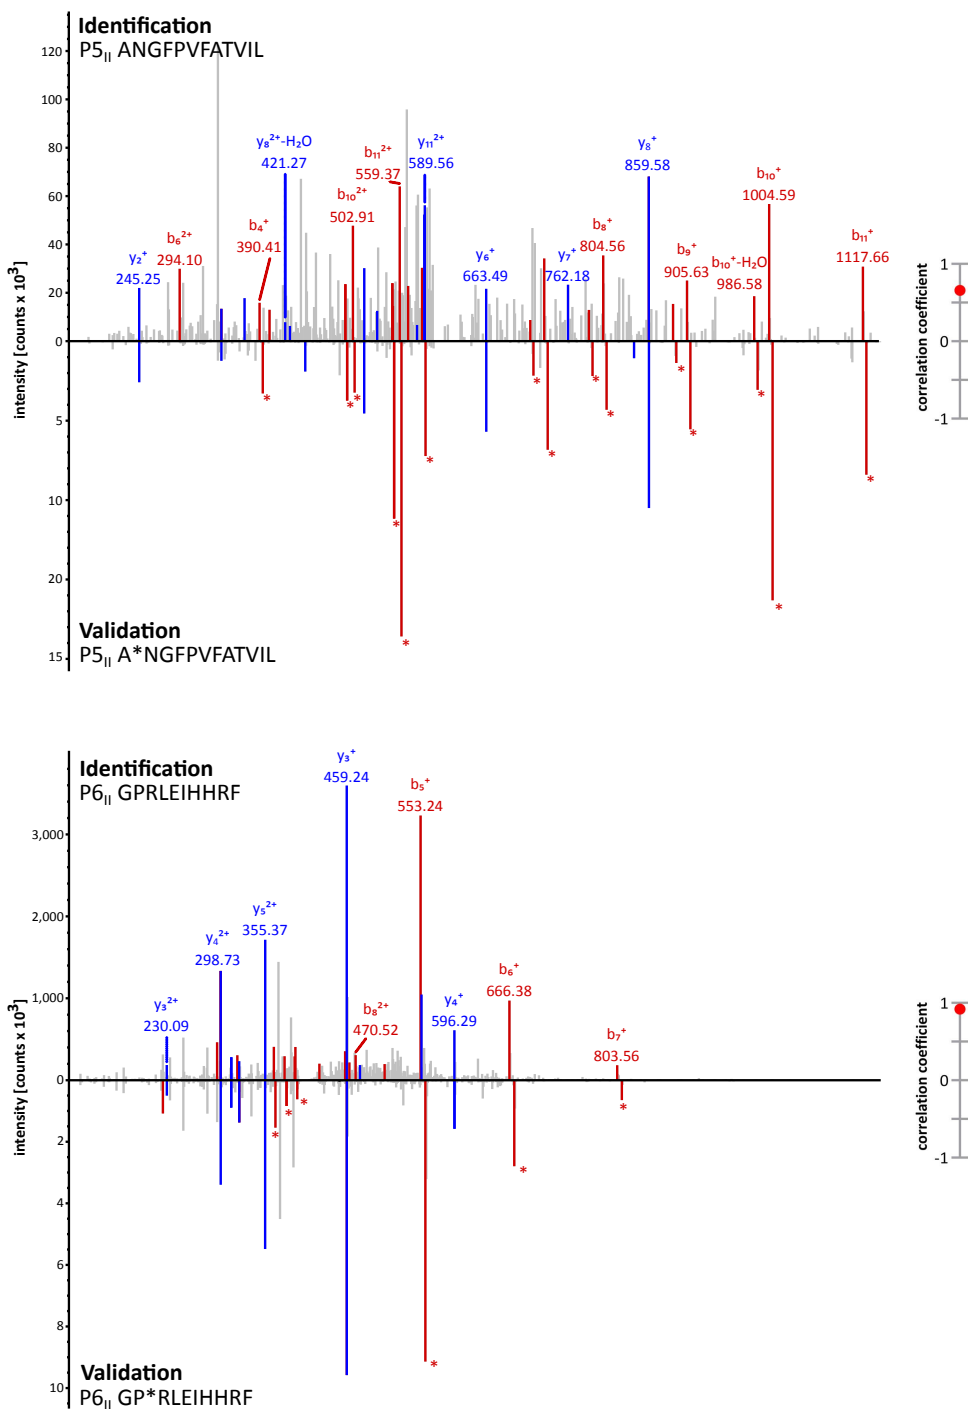 Identification
P5II ANGFPVFATVIL
120
100
80
60
40
20
0
5
10
20
15
intensity [counts x 10³]
y₂⁺
245.25
b₆²⁺
294.10
y₈²⁺-H₂O
421.27
b₄⁺
390.41
b₁₀²⁺
502.91
b₁₁²⁺
559.37
y₁₁²⁺
589.56
y₆⁺
663.49
y₇⁺
762.18
b₈⁺
804.56
y₈⁺
859.58
b₉⁺
905.63
b₁₀⁺-H₂O
986.58
b₁₀⁺
1004.59
b₁₁⁺
1117.66
* * * * * * * * * * * * * *
correlation coefficient
1
0
-1
Validation
P5II A*NGFPVFATVIL
Identification
P6II GPRLEIHHRF
3,000
2,000
1,000
0
2
4
6
8
10
intensity [counts x 10³]
y₃²⁺
230.09
y₄²⁺
298.73
y₅²⁺
355.37
y₃⁺
459.24
b₈²⁺
470.52
b₅⁺
553.24
y₄⁺
596.29
b₆⁺
666.38
b₇⁺
803.56
* * * * * *
correlation coefficient
1
0
-1
Validation
P6II GP*RLEIHHRF